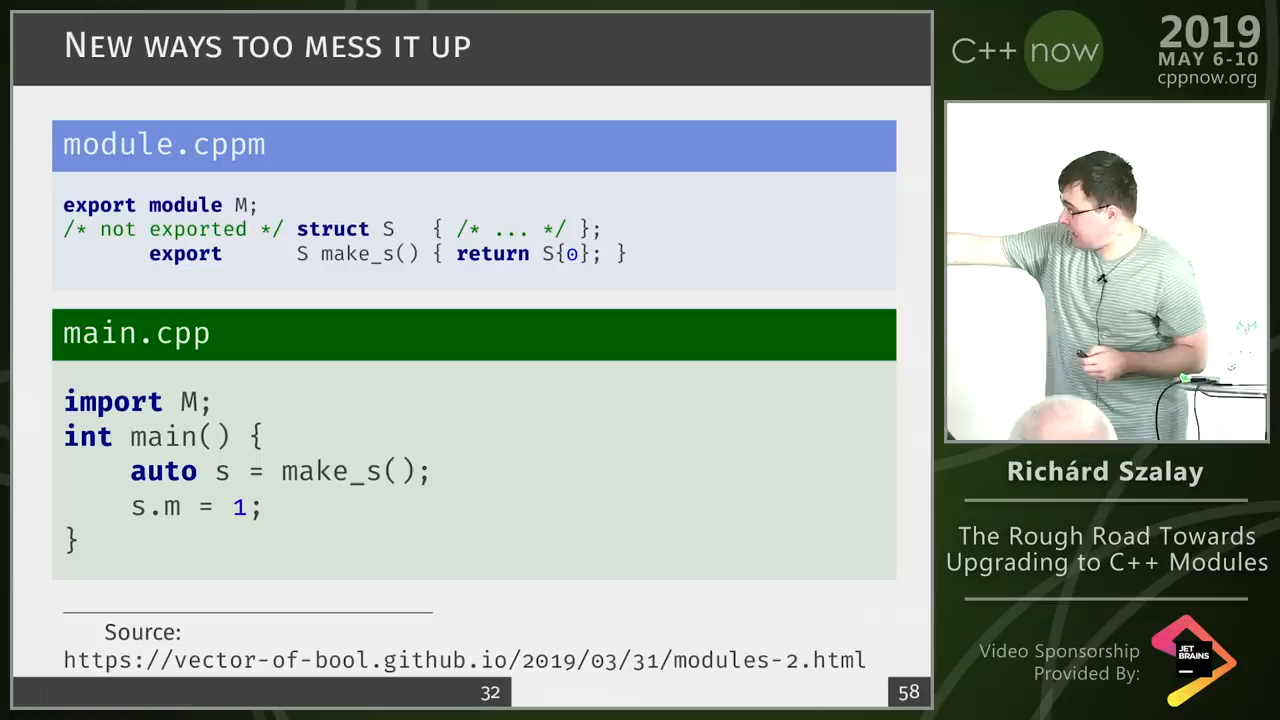 NEW WAYS TOO MESS IT UP
module.cppm
export module M;
/* not exported */ struct S { /* ... */ };
export S make_s() { return S{0}; }
main.cpp
import M;
int main() {
auto s = make_s();
s.m = 1;
}
Source:
https://vector-of-bool.github.io/2019/03/31/modules-2.html
32
58
C++ now
2019
MAY 6-10
cppnow.org
Richárd Szalay
The Rough Road Towards
Upgrading to C++ Modules
Video Sponsorship
Provided By:
JET
BRAINS